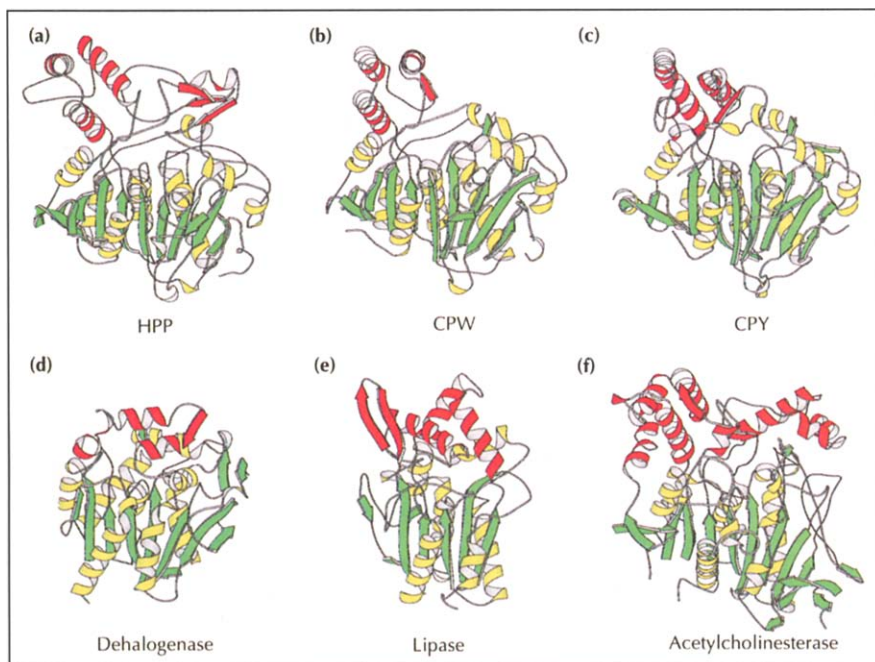 (a)
(b)
(c)
HPP
CPW
CPY
(d)
(e)
(f)
Dehalogenase
Lipase
Acetylcholinesterase